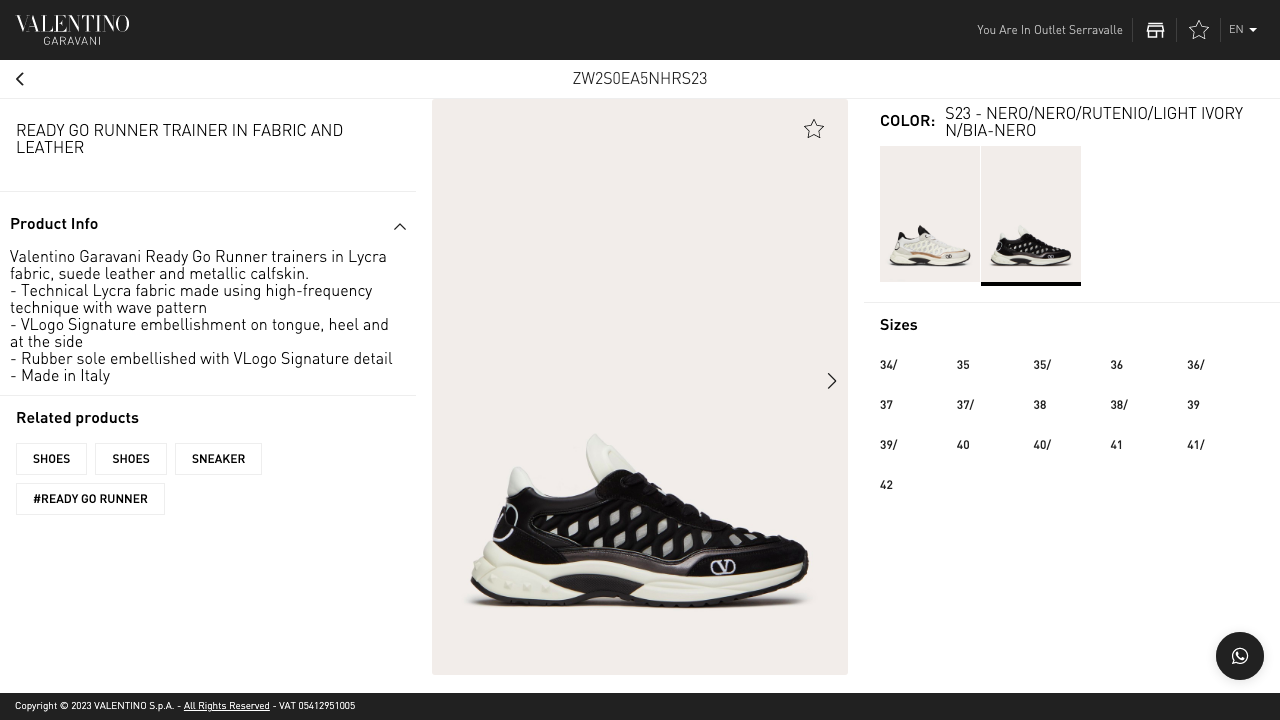 VALENTINO
GARAVANI
You Are In Outlet Serravalle
EN
ZW2S0EA5NHRS23
READY GO RUNNER TRAINER IN FABRIC AND
LEATHER
Product Info
Valentino Garavani Ready Go Runner trainers in Lycra
fabric, suede leather and metallic calfskin.
- Technical Lycra fabric made using high-frequency
technique with wave pattern
- VLogo Signature embellishment on tongue, heel and
at the side
- Rubber sole embellished with VLogo Signature detail
- Made in Italy
Related products
SHOES SHOES SNEAKER
#READY GO RUNNER
COLOR: S23 - NERO/NERO/RUTENIO/LIGHT IVORY
N/BIA-NERO
Sizes
34/ 35 35/ 36 36/
37 37/ 38 38/ 39
39/ 40 40/ 41 41/
42
Copyright © 2023 VALENTINO S.p.A. - All Rights Reserved - VAT 05412951005